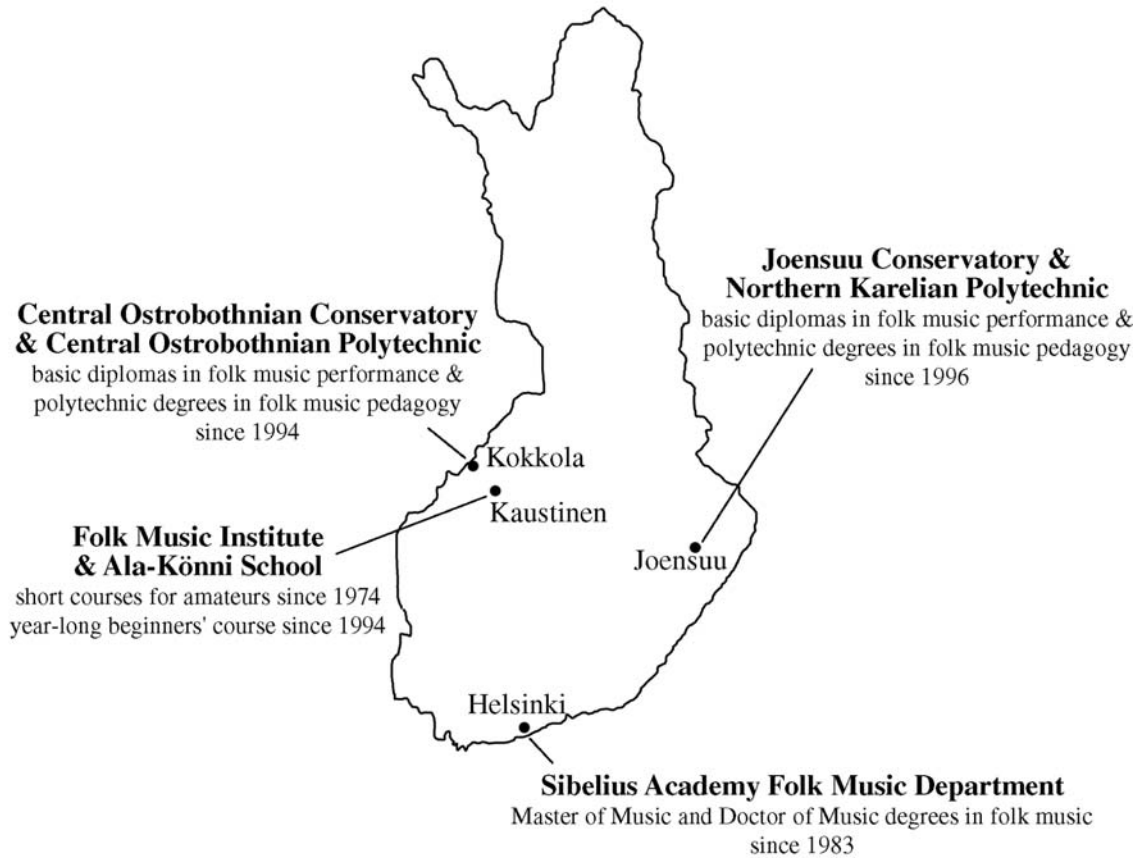 Joensuu Conservatory &
Northern Karelian Polytechnic
basic diplomas in folk music performance &
polytechnic degrees in folk music pedagogy
since 1996
Central Ostrobothnian Conservatory
& Central Ostrobothnian Polytechnic
basic diplomas in folk music performance &
polytechnic degrees in folk music pedagogy
since 1994
Kokkola
Kaustinen
Folk Music Institute
& Ala-Könni School
short courses for amateurs since 1974
year-long beginners' course since 1994
Joensuu
Helsinki
Sibelius Academy Folk Music Department
Master of Music and Doctor of Music degrees in folk music
since 1983